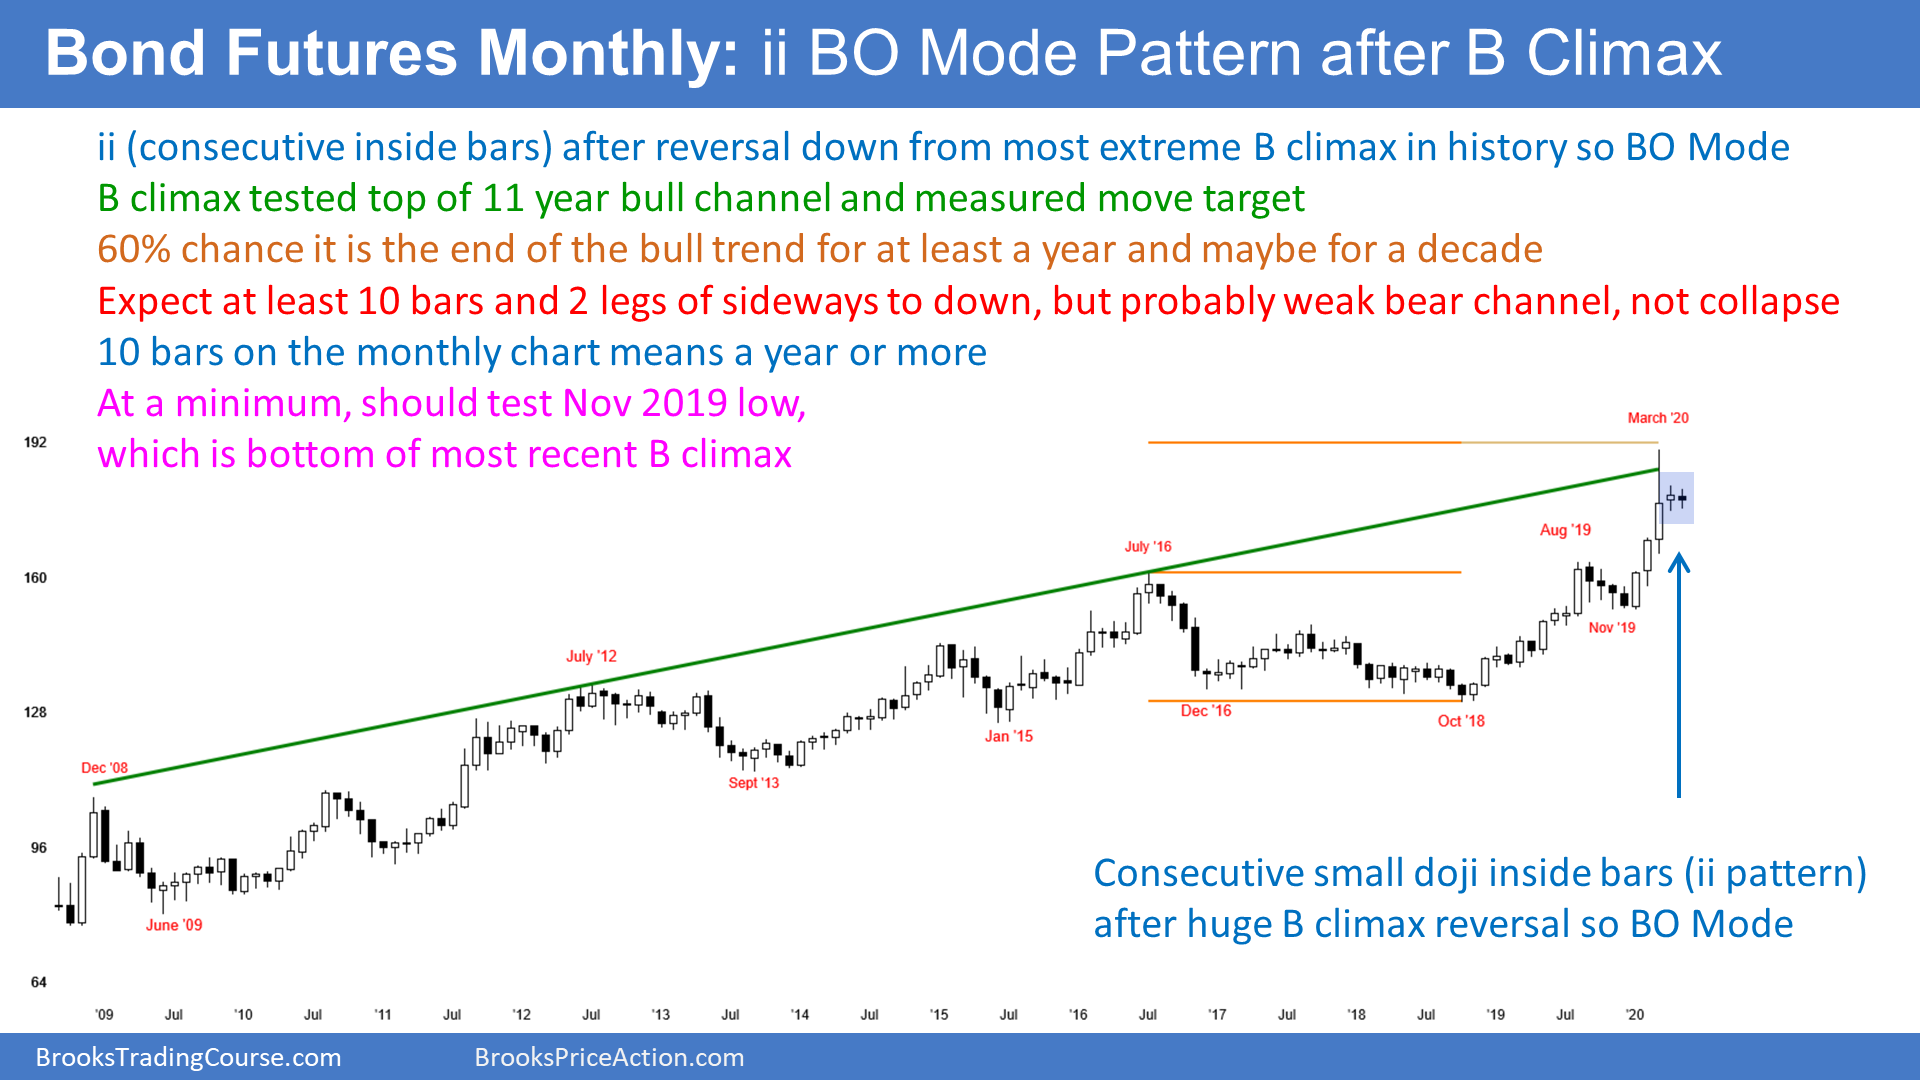 Bond Futures Monthly: ii BO Mode Pattern after B Climax
ii (consecutive inside bars) after reversal down from most extreme B climax in history so BO Mode
B climax tested top of 11 year bull channel and measured move target
60% chance it is the end of the bull trend for at least a year and maybe for a decade
Expect at least 10 bars and 2 legs of sideways to down, but probably weak bear channel, not collapse
10 bars on the monthly chart means a year or more
At a minimum, should test Nov 2019 low,
which is bottom of most recent B climax
March '20
192
Aug '19
July '16
160
Nov '19
July '12
128
Dec '16
Oct '18
Jan '15
Dec '08
Sept '13
96
Consecutive small doji inside bars (ii pattern)
after huge B climax reversal so BO Mode
June '09
64
'09 Jul '10 Jul '11 Jul '12 Jul '13 Jul '14 Jul '15 Jul '16 Jul '17 Jul '18 Jul '19 Jul '20
BrooksTradingCourse.com BrooksPriceAction.com